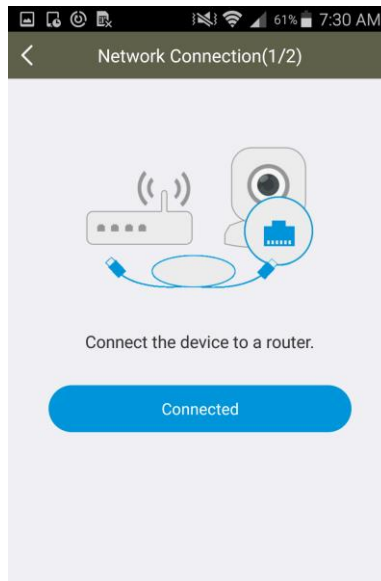 61% 7:30 AM
Network Connection(1/2)
Connect the device to a router.
Connected